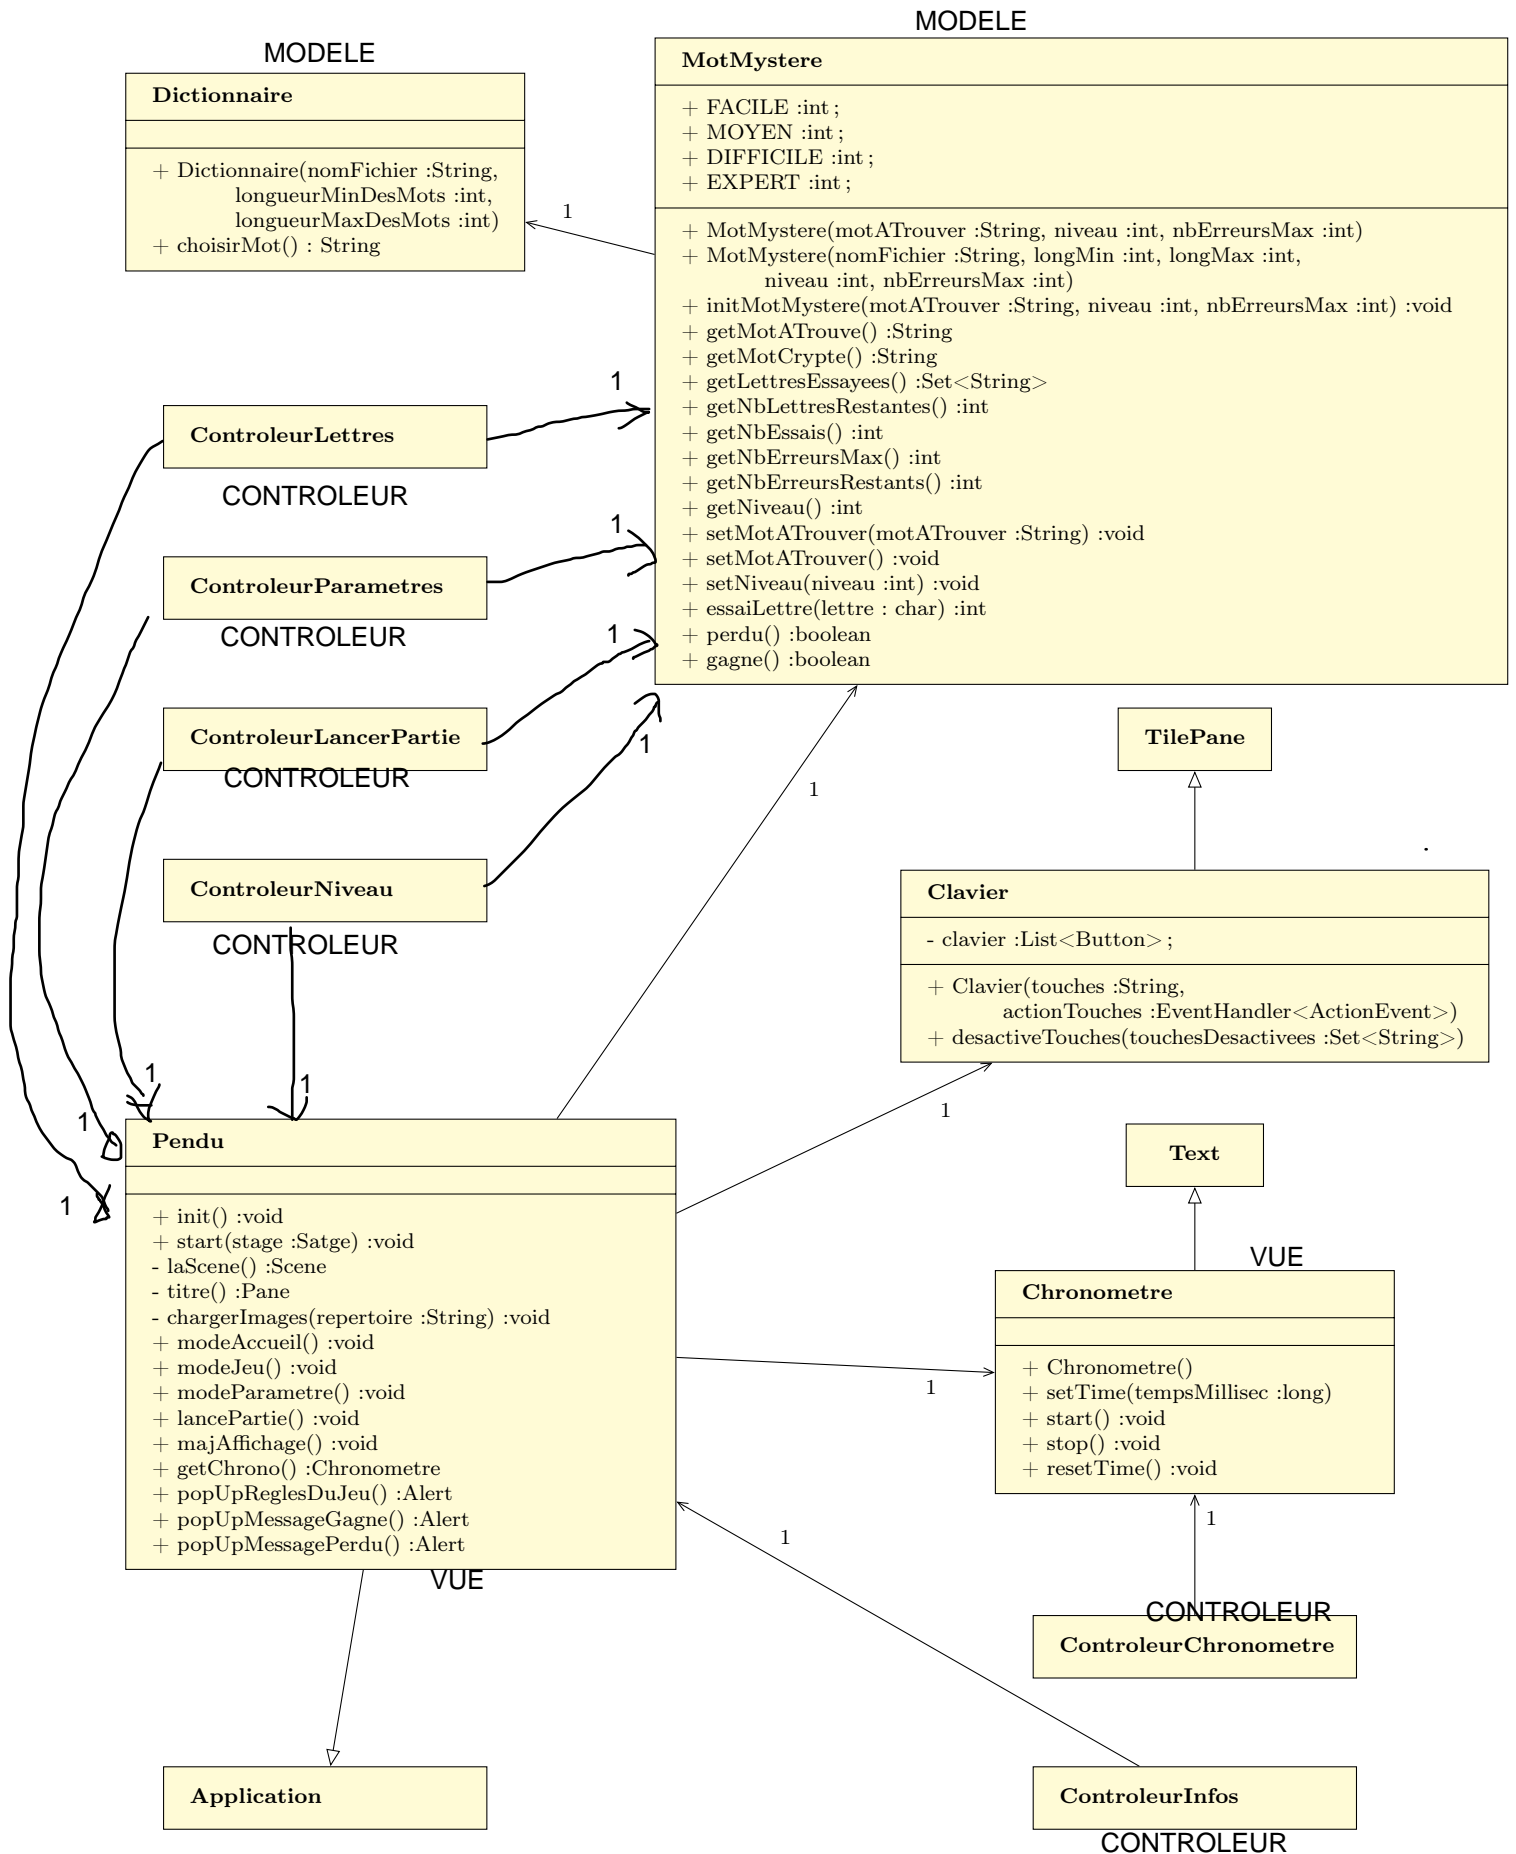 MODELE
MODELE
Dictionnaire
+ Dictionnaire(nomFichier :String,
longueurMinDesMots :int,
longueurMaxDesMots :int)
+ choisirMot() : String
1
MotMystere
+ FACILE :int ;
+ MOYEN :int ;
+ DIFFICILE :int ;
+ EXPERT :int ;
+ MotMystere(motATrouver :String, niveau :int, nbErreursMax :int)
+ MotMystere(nomFichier :String, longMin :int, longMax :int,
niveau :int, nbErreursMax :int)
+ initMotMystere(motATrouver :String, niveau :int, nbErreursMax :int) :void
+ getMotATrouve() :String
+ getMotCrypte() :String
+ getLettresEssayees() :Set<String>
+ getNbLettresRestantes() :int
+ getNbEssais() :int
+ getNbErreursMax() :int
+ getNbErreursRestants() :int
+ getNiveau() :int
+ setMotATrouver(motATrouver :String) :void
+ setMotATrouver() :void
+ setNiveau(niveau :int) :void
+ essaiLettre(lettre : char) :int
+ perdu() :boolean
+ gagne() :boolean
1
ControleurLettres
CONTROLEUR
1
ControleurParametres
CONTROLEUR
1
ControleurLancerPartie
CONTROLEUR
1
ControleurNiveau
CONTROLEUR
1
TilePane
Clavier
- clavier :List<Button> ;
+ Clavier(touches :String,
actionTouches :EventHandler<ActionEvent>)
+ desactiveTouches(touchesDesactivees :Set<String>)
1
1
1
1
1
Pendu
+ init() :void
+ start(stage :Satge) :void
- laScene() :Scene
- titre() :Pane
- chargerImages(repertoire :String) :void
+ modeAccueil() :void
+ modeJeu() :void
+ modeParametre() :void
+ lancePartie() :void
+ majAffichage() :void
+ getChrono() :Chronometre
+ popUpReglesDuJeu() :Alert
+ popUpMessageGagne() :Alert
+ popUpMessagePerdu() :Alert
VUE
Text
VUE
Chronometre
+ Chronometre()
+ setTime(tempsMillisec :long)
+ start() :void
+ stop() :void
+ resetTime() :void
1
1
1
CONTROLEUR
ControleurChronometre
Application
ControleurInfos
CONTROLEUR